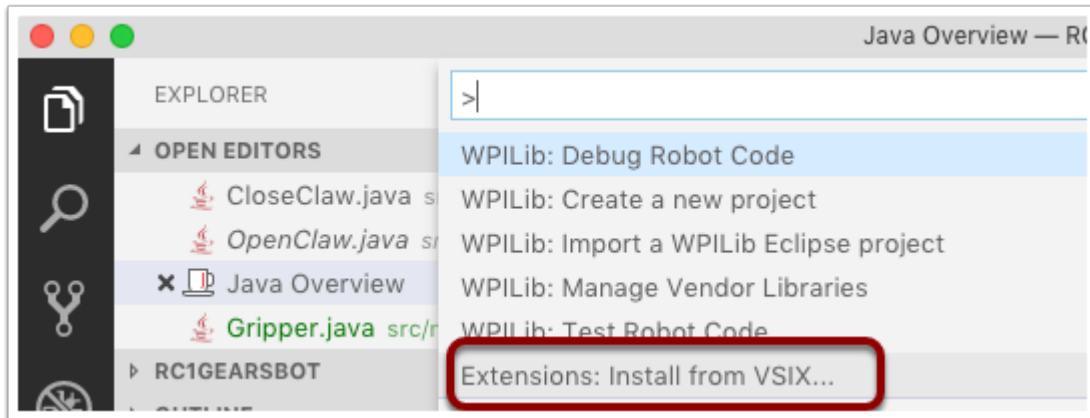 Java Overview — R
EXPLORER
>
OPEN EDITORS
WPILib: Debug Robot Code
CloseClaw.java
WPILib: Create a new project
OpenClaw.java
WPILib: Import a WPILib Eclipse project
Java Overview
WPILib: Manage Vendor Libraries
Gripper.java src/
WPILib: Test Robot Code
RC1GEARSBOT
Extensions: Install from VSIX...
OUTLINE